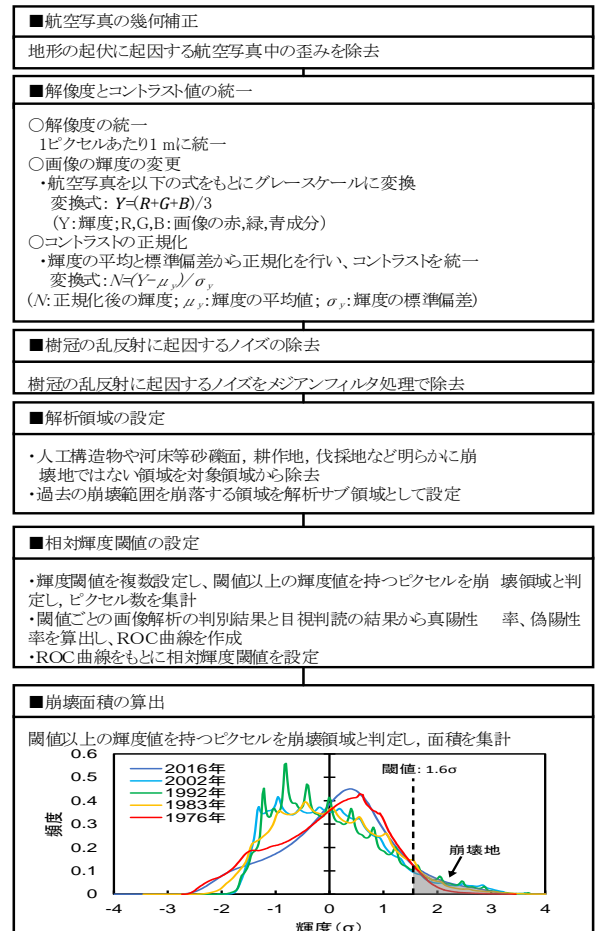 ■航空写真の幾何補正
地形の起伏に起因する航空写真中の歪みを除去
■解像度とコントラスト値の統一
○解像度の統一
1ピクセルあたり1 mに統一
○画像の輝度の変更
・航空写真を以下の式をもとにグレースケールに変換
変換式: Y=(R+G+B)/3
(Y:輝度;R,G,B:画像の赤,緑,青成分)
○コントラストの正規化
・輝度の平均と標準偏差から正規化を行い、コントラストを統一
変換式:N=(Y-μy)/σy
(N:正規化後の輝度; μy:輝度の平均値; σy:輝度の標準偏差)
■樹冠の乱反射に起因するノイズの除去
樹冠の乱反射に起因するノイズをメジアンフィルタ処理で除去
■解析領域の設定
・人工構造物や河床等砂礫面, 耕作地, 伐採地など明らかに崩
壊地ではない領域を対象領域から除去
・過去の崩壊範囲を崩落する領域を解析サブ領域として設定
■相対輝度閾値の設定
・輝度閾値を複数設定し、閾値以上の輝度値を持つピクセルを崩 壊領域と判
定し, ピクセル数を集計
・閾値ごとの画像解析の判別結果と目視判読の結果から真陽性 率、偽陽性
率を算出し、ROC曲線を作成
・ROC曲線をもとに相対輝度閾値を設定
■崩壊面積の算出
閾値以上の輝度値を持つピクセルを崩壊領域と判定し, 面積を集計
0.6
0.5
0.4
0.3
0.2
0.1
0
頻度
2016年
2002年
1992年
1983年
1976年
閾値: 1.6σ
崩壊地
-4 -3 -2 -1 0 1 2 3 4
輝度(σ)